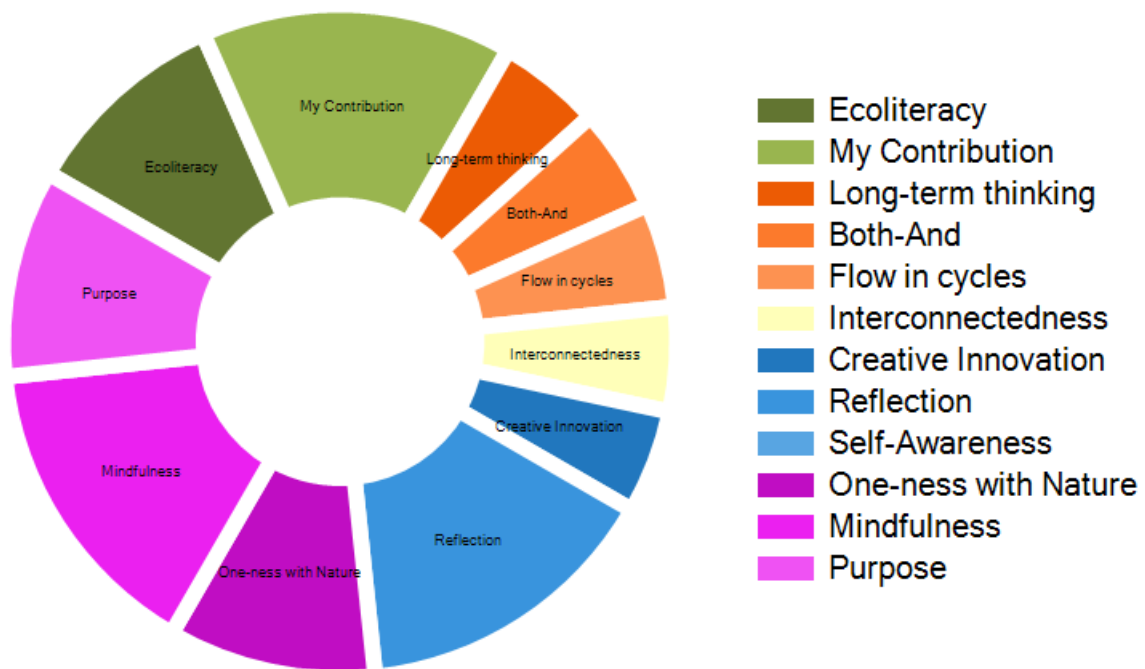 My Contribution
Ecoliteracy
Long-term thinking
Both-And
Flow in cycles
Purpose
Interconnectedness
Creative Innovation
Mindfulness
Reflection
One-ness with Nature
Ecoliteracy
My Contribution
Long-term thinking
Both-And
Flow in cycles
Interconnectedness
Creative Innovation
Reflection
Self-Awareness
One-ness with Nature
Mindfulness
Purpose